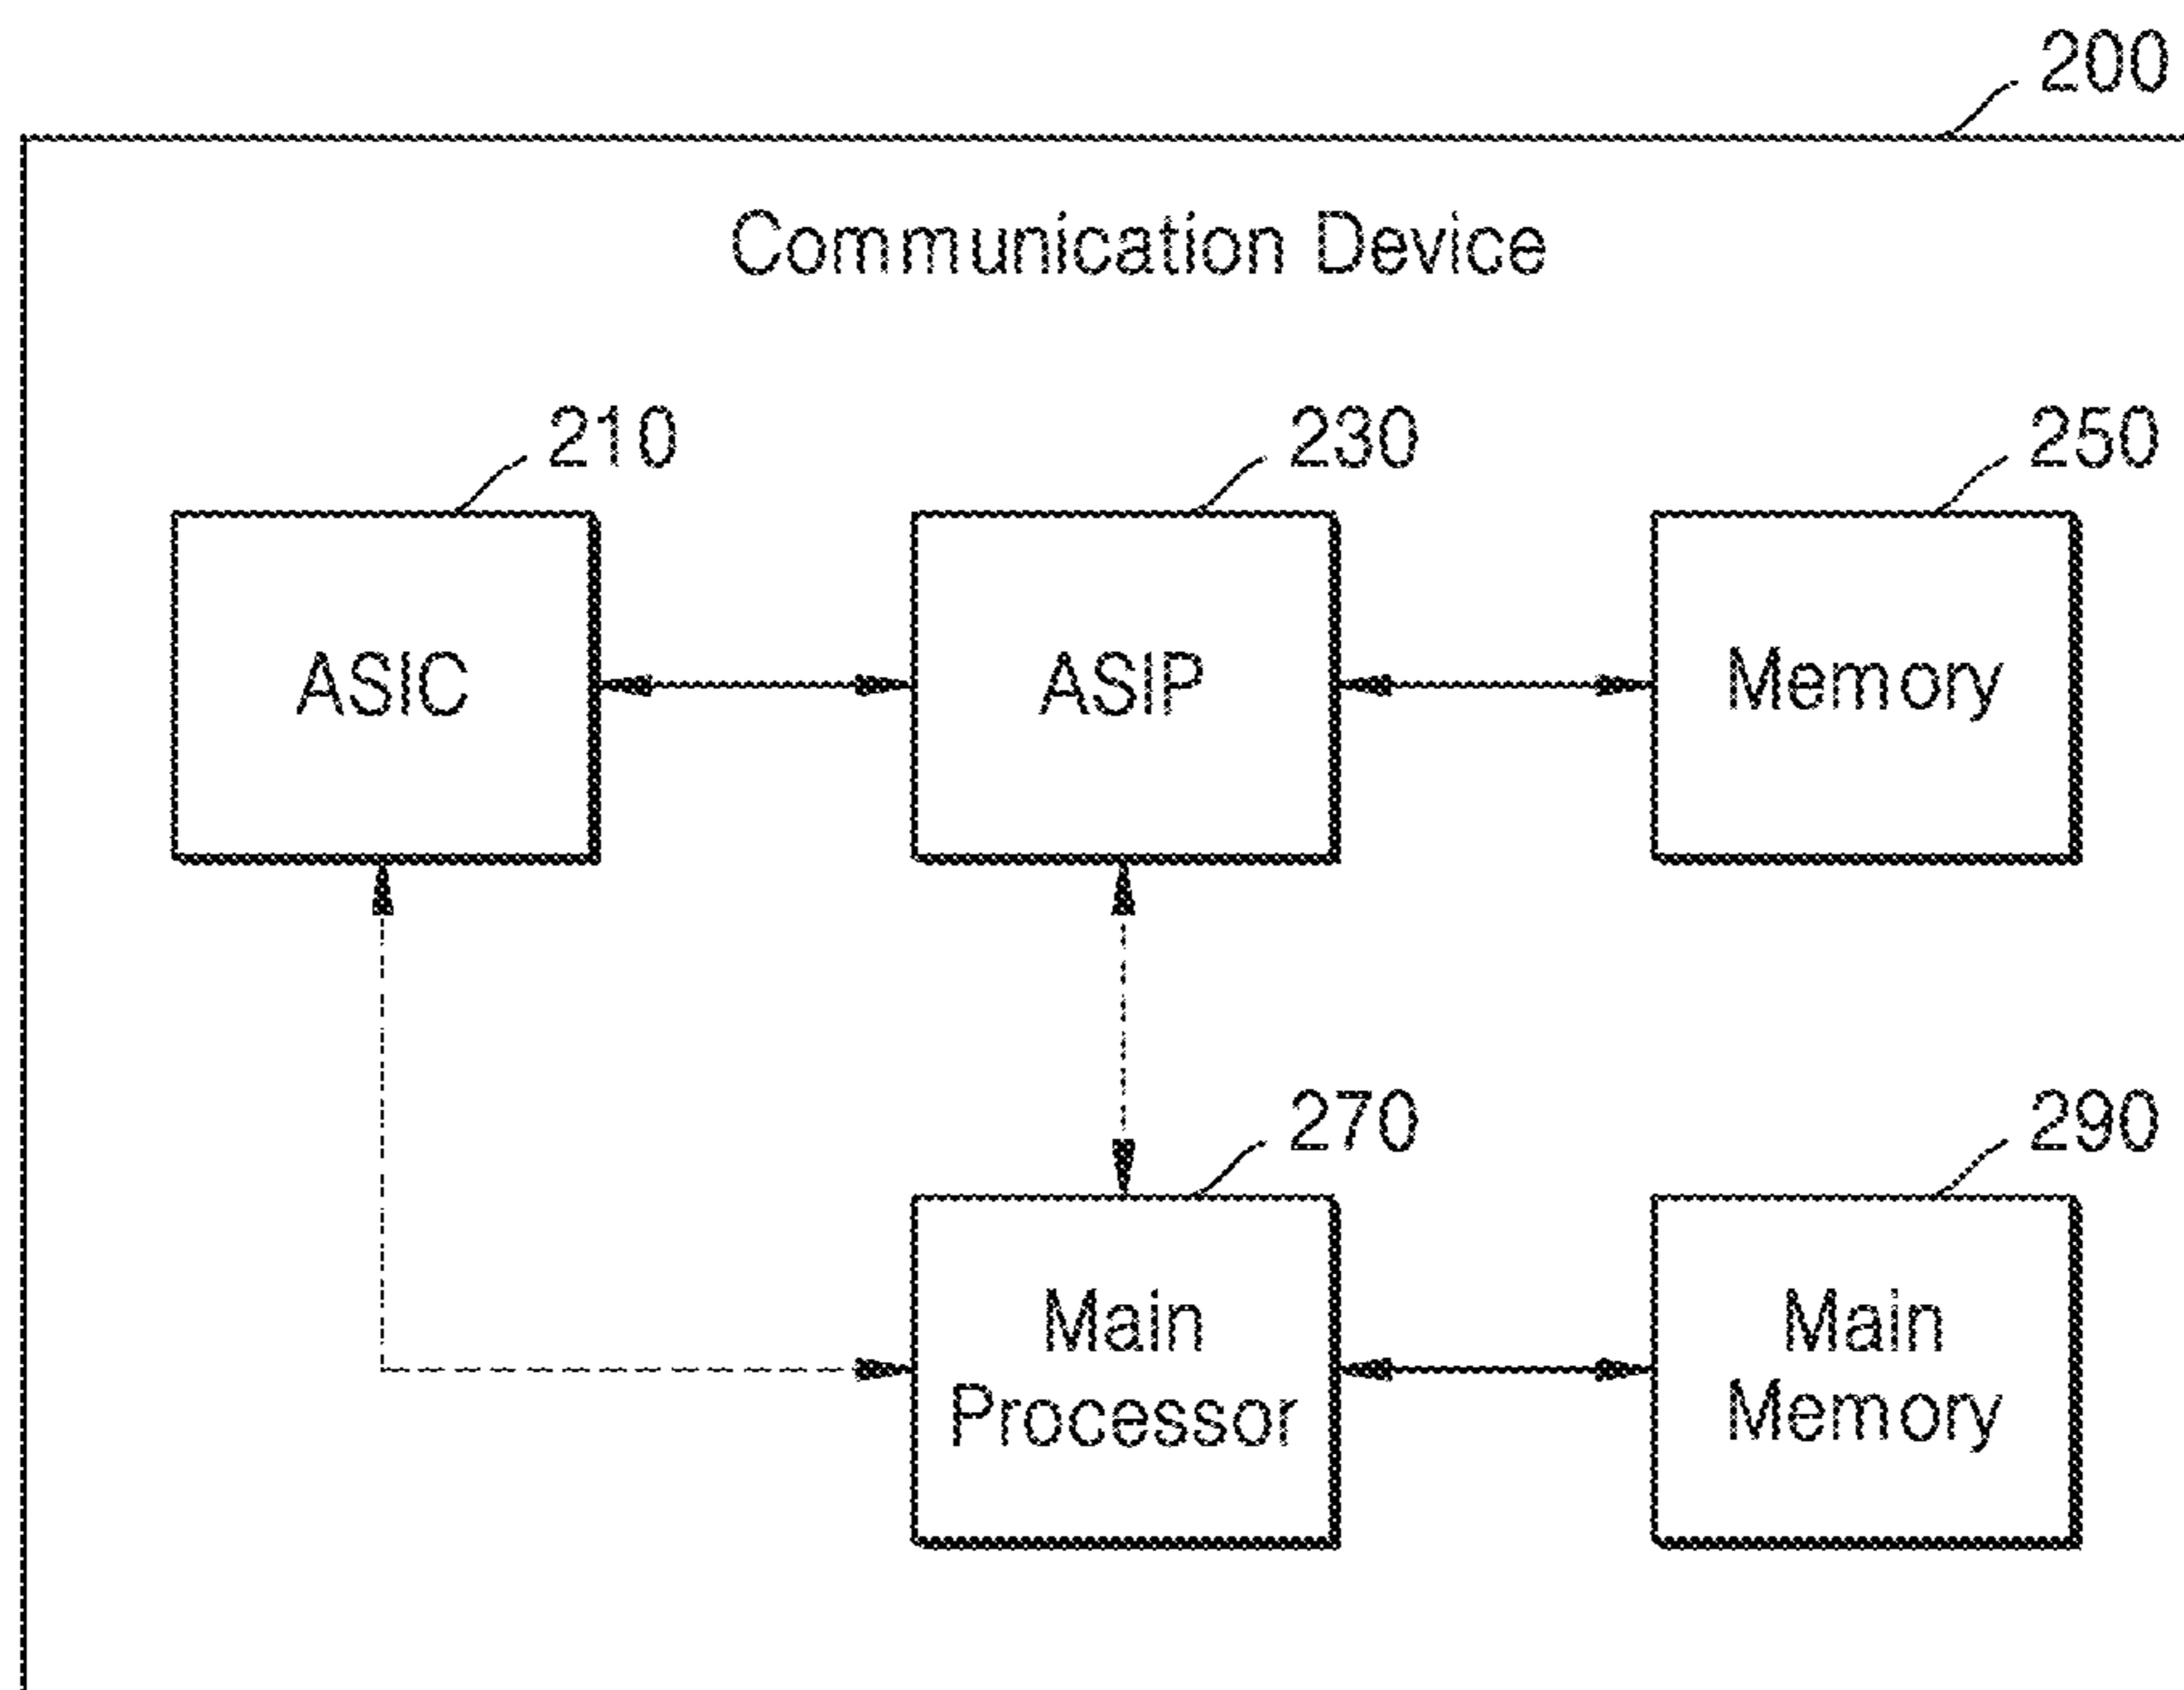 200
Communication Device
210
230
250
ASIC
ASIP
Memory
270
290
Main
Processor
Main
Memory